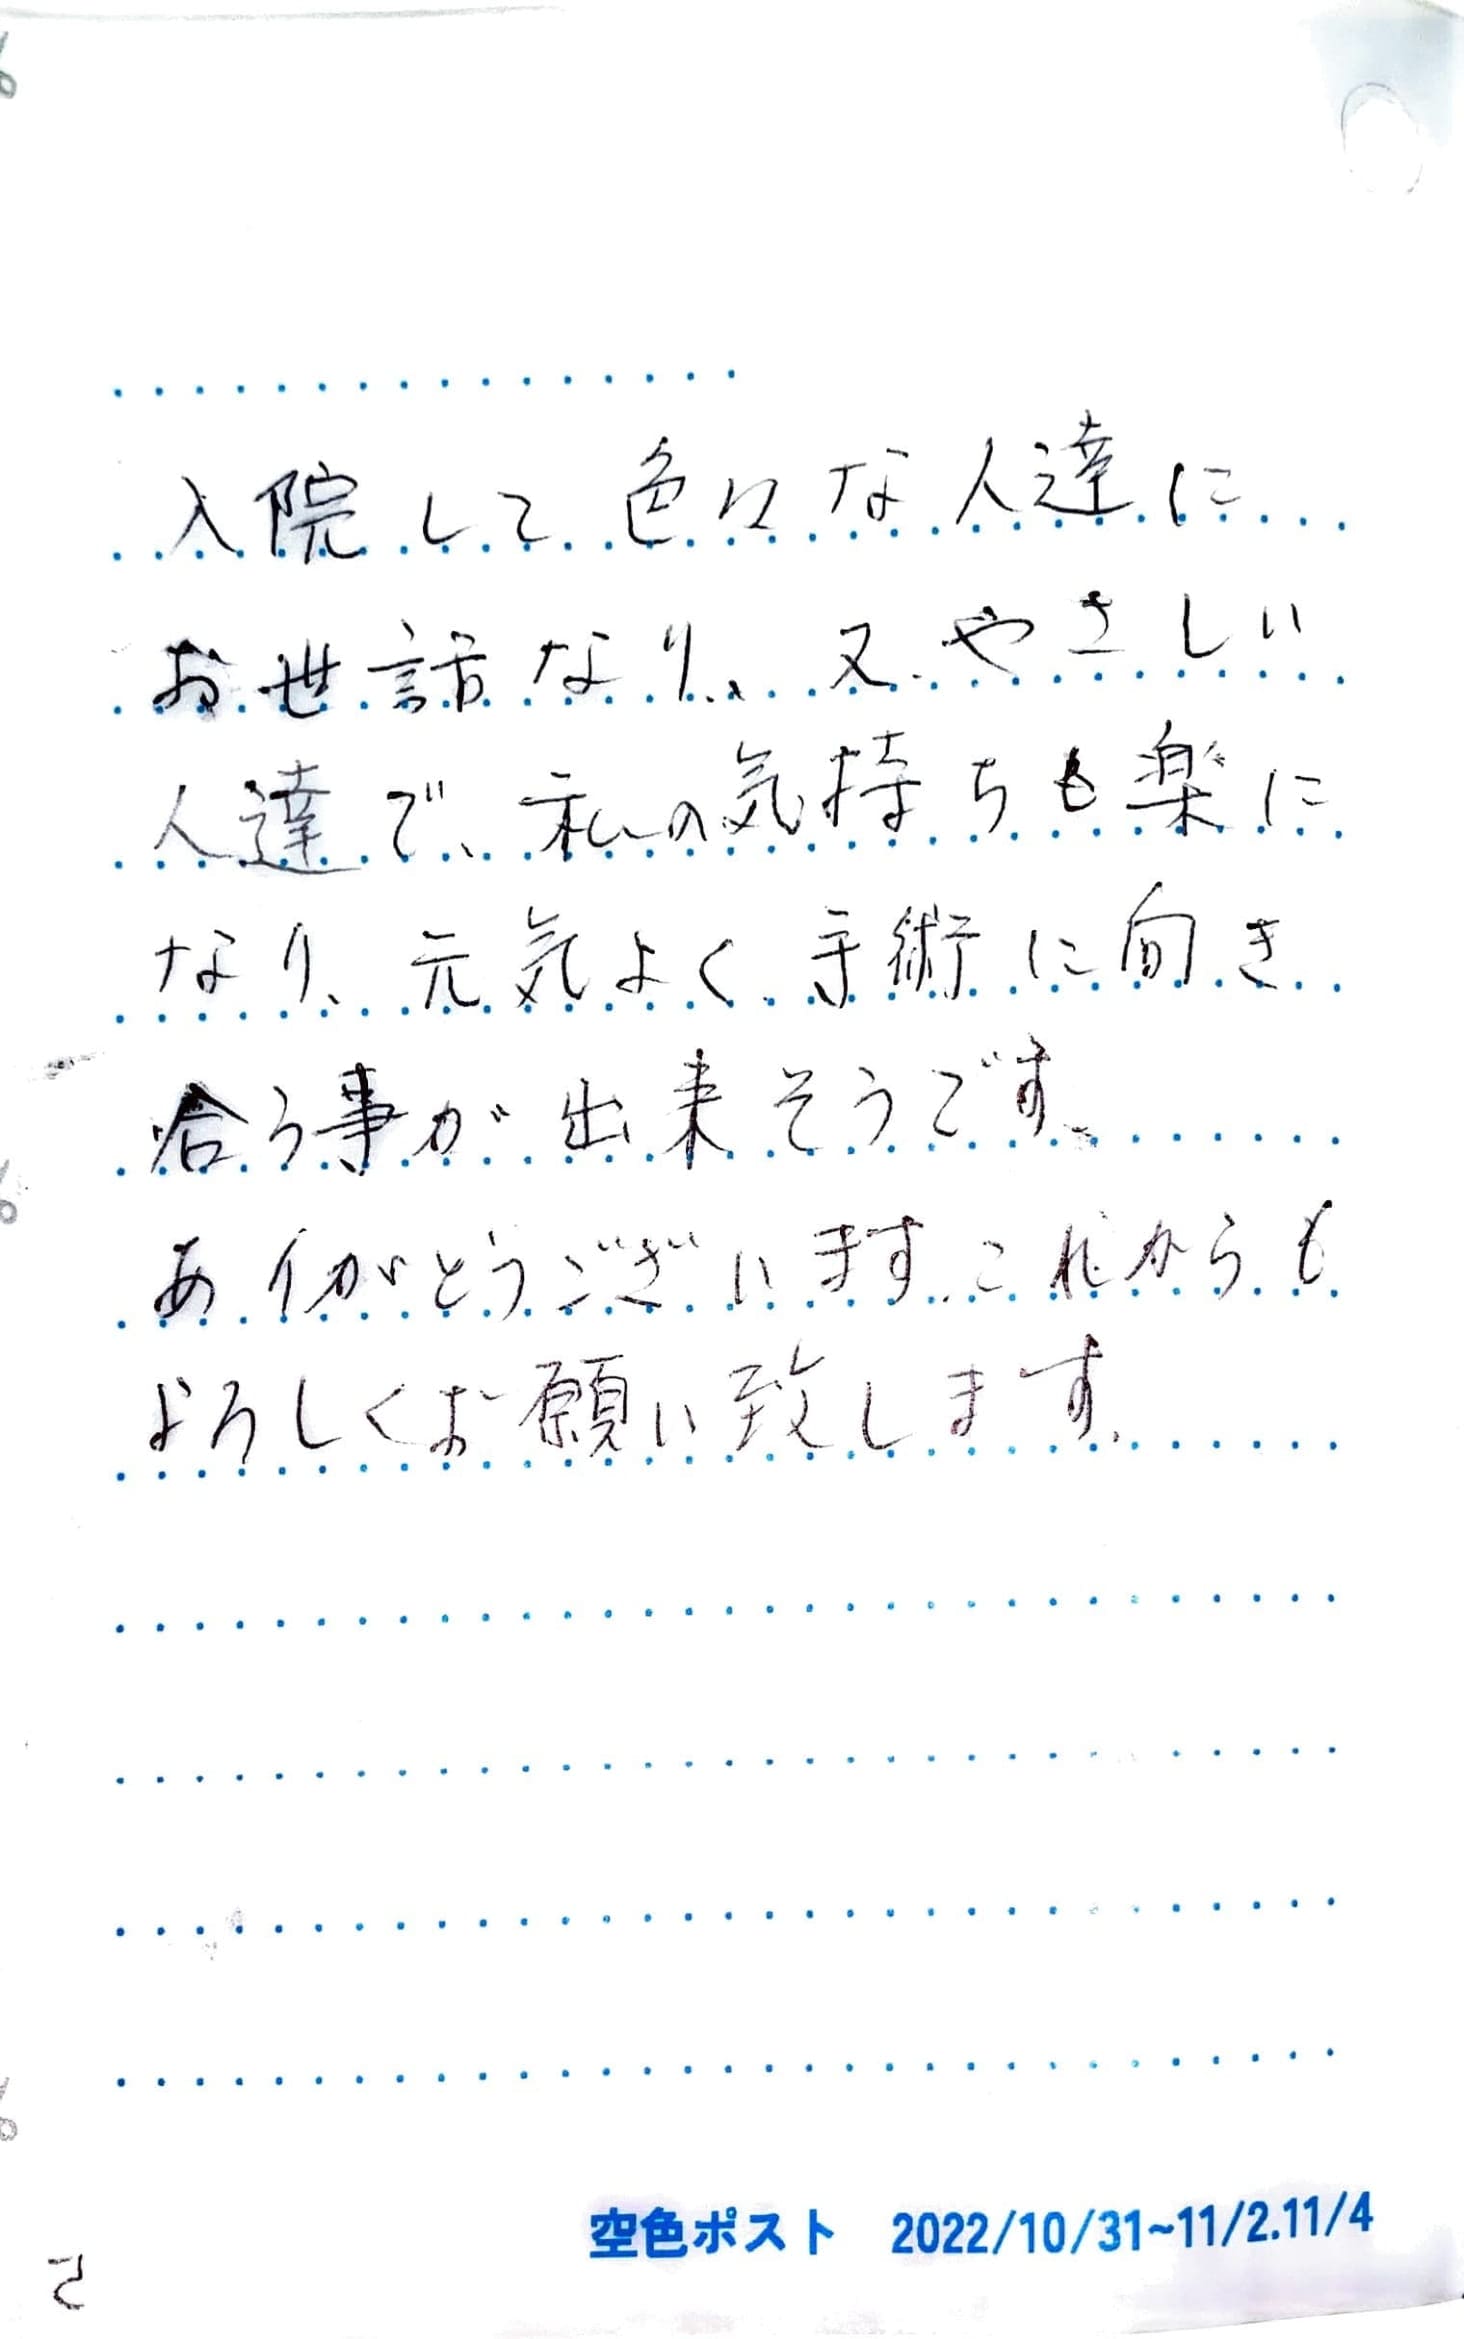 入院して色々な人達に
お世話なり、又やさしい
人達で、私の気持ちも楽に
なり、元気よく手術に向き
合う事が出来そうです。
ありがとうございます。これからも
よろしくお願い致します。
空色ポスト 2022/10/31~11/2.11/4